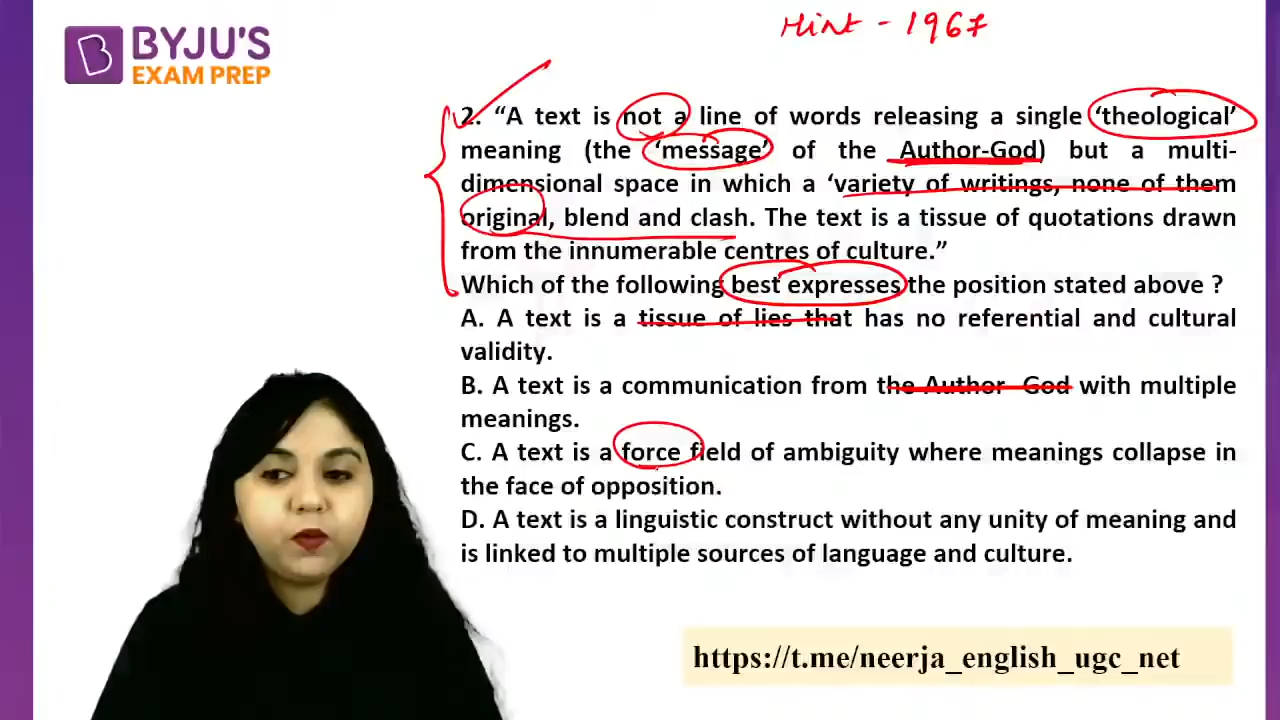 Hint - 1967
BYJU'S
EXAM PREP
2. “A text is not a line of words releasing a single ‘theological’
meaning (the ‘message’ of the Author-God) but a multi-
dimensional space in which a ‘variety of writings, none of them
original, blend and clash. The text is a tissue of quotations drawn
from the innumerable centres of culture.”
Which of the following best expresses the position stated above ?
A. A text is a tissue of lies that has no referential and cultural
validity.
B. A text is a communication from the Author- God with multiple
meanings.
C. A text is a force field of ambiguity where meanings collapse in
the face of opposition.
D. A text is a linguistic construct without any unity of meaning and
is linked to multiple sources of language and culture.
https://t.me/neerja_english_ugc_net